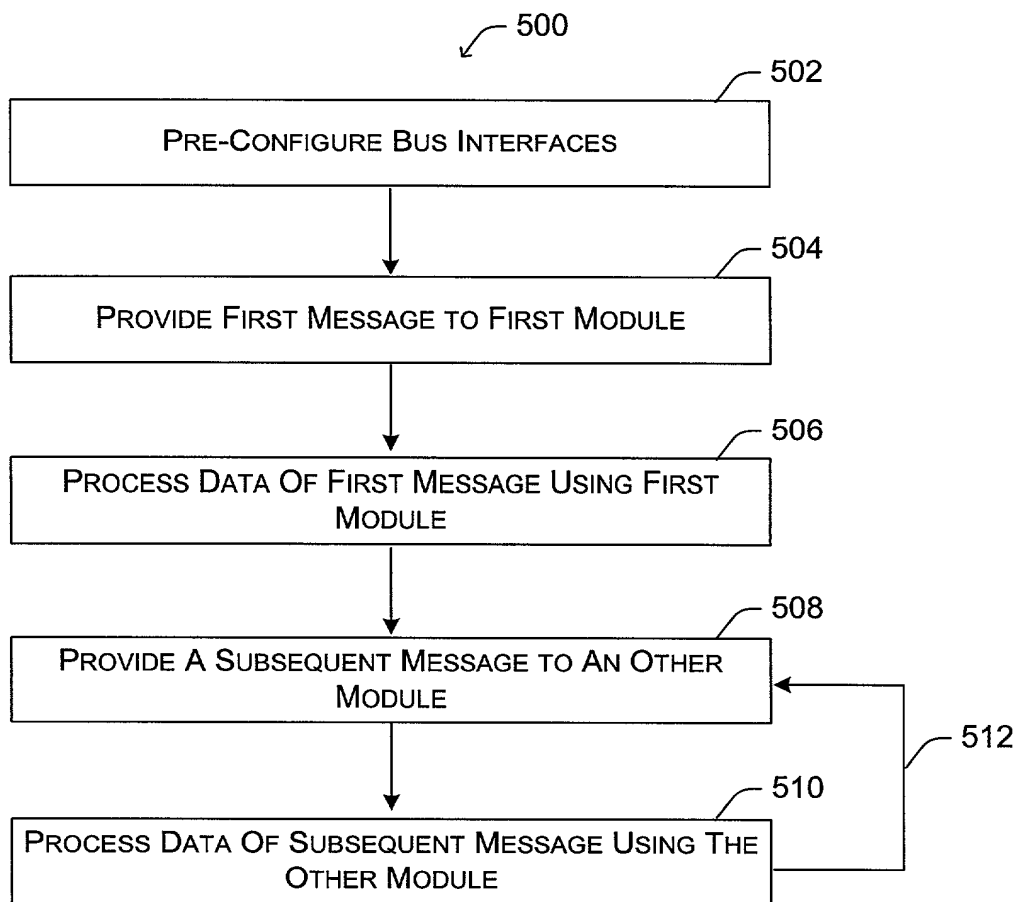 500
502
PRE-CONFIGURE BUS INTERFACES
504
PROVIDE FIRST MESSAGE TO FIRST MODULE
506
PROCESS DATA OF FIRST MESSAGE USING FIRST
MODULE
508
PROVIDE A SUBSEQUENT MESSAGE TO AN OTHER
MODULE
512
510
PROCESS DATA OF SUBSEQUENT MESSAGE USING THE
OTHER MODULE